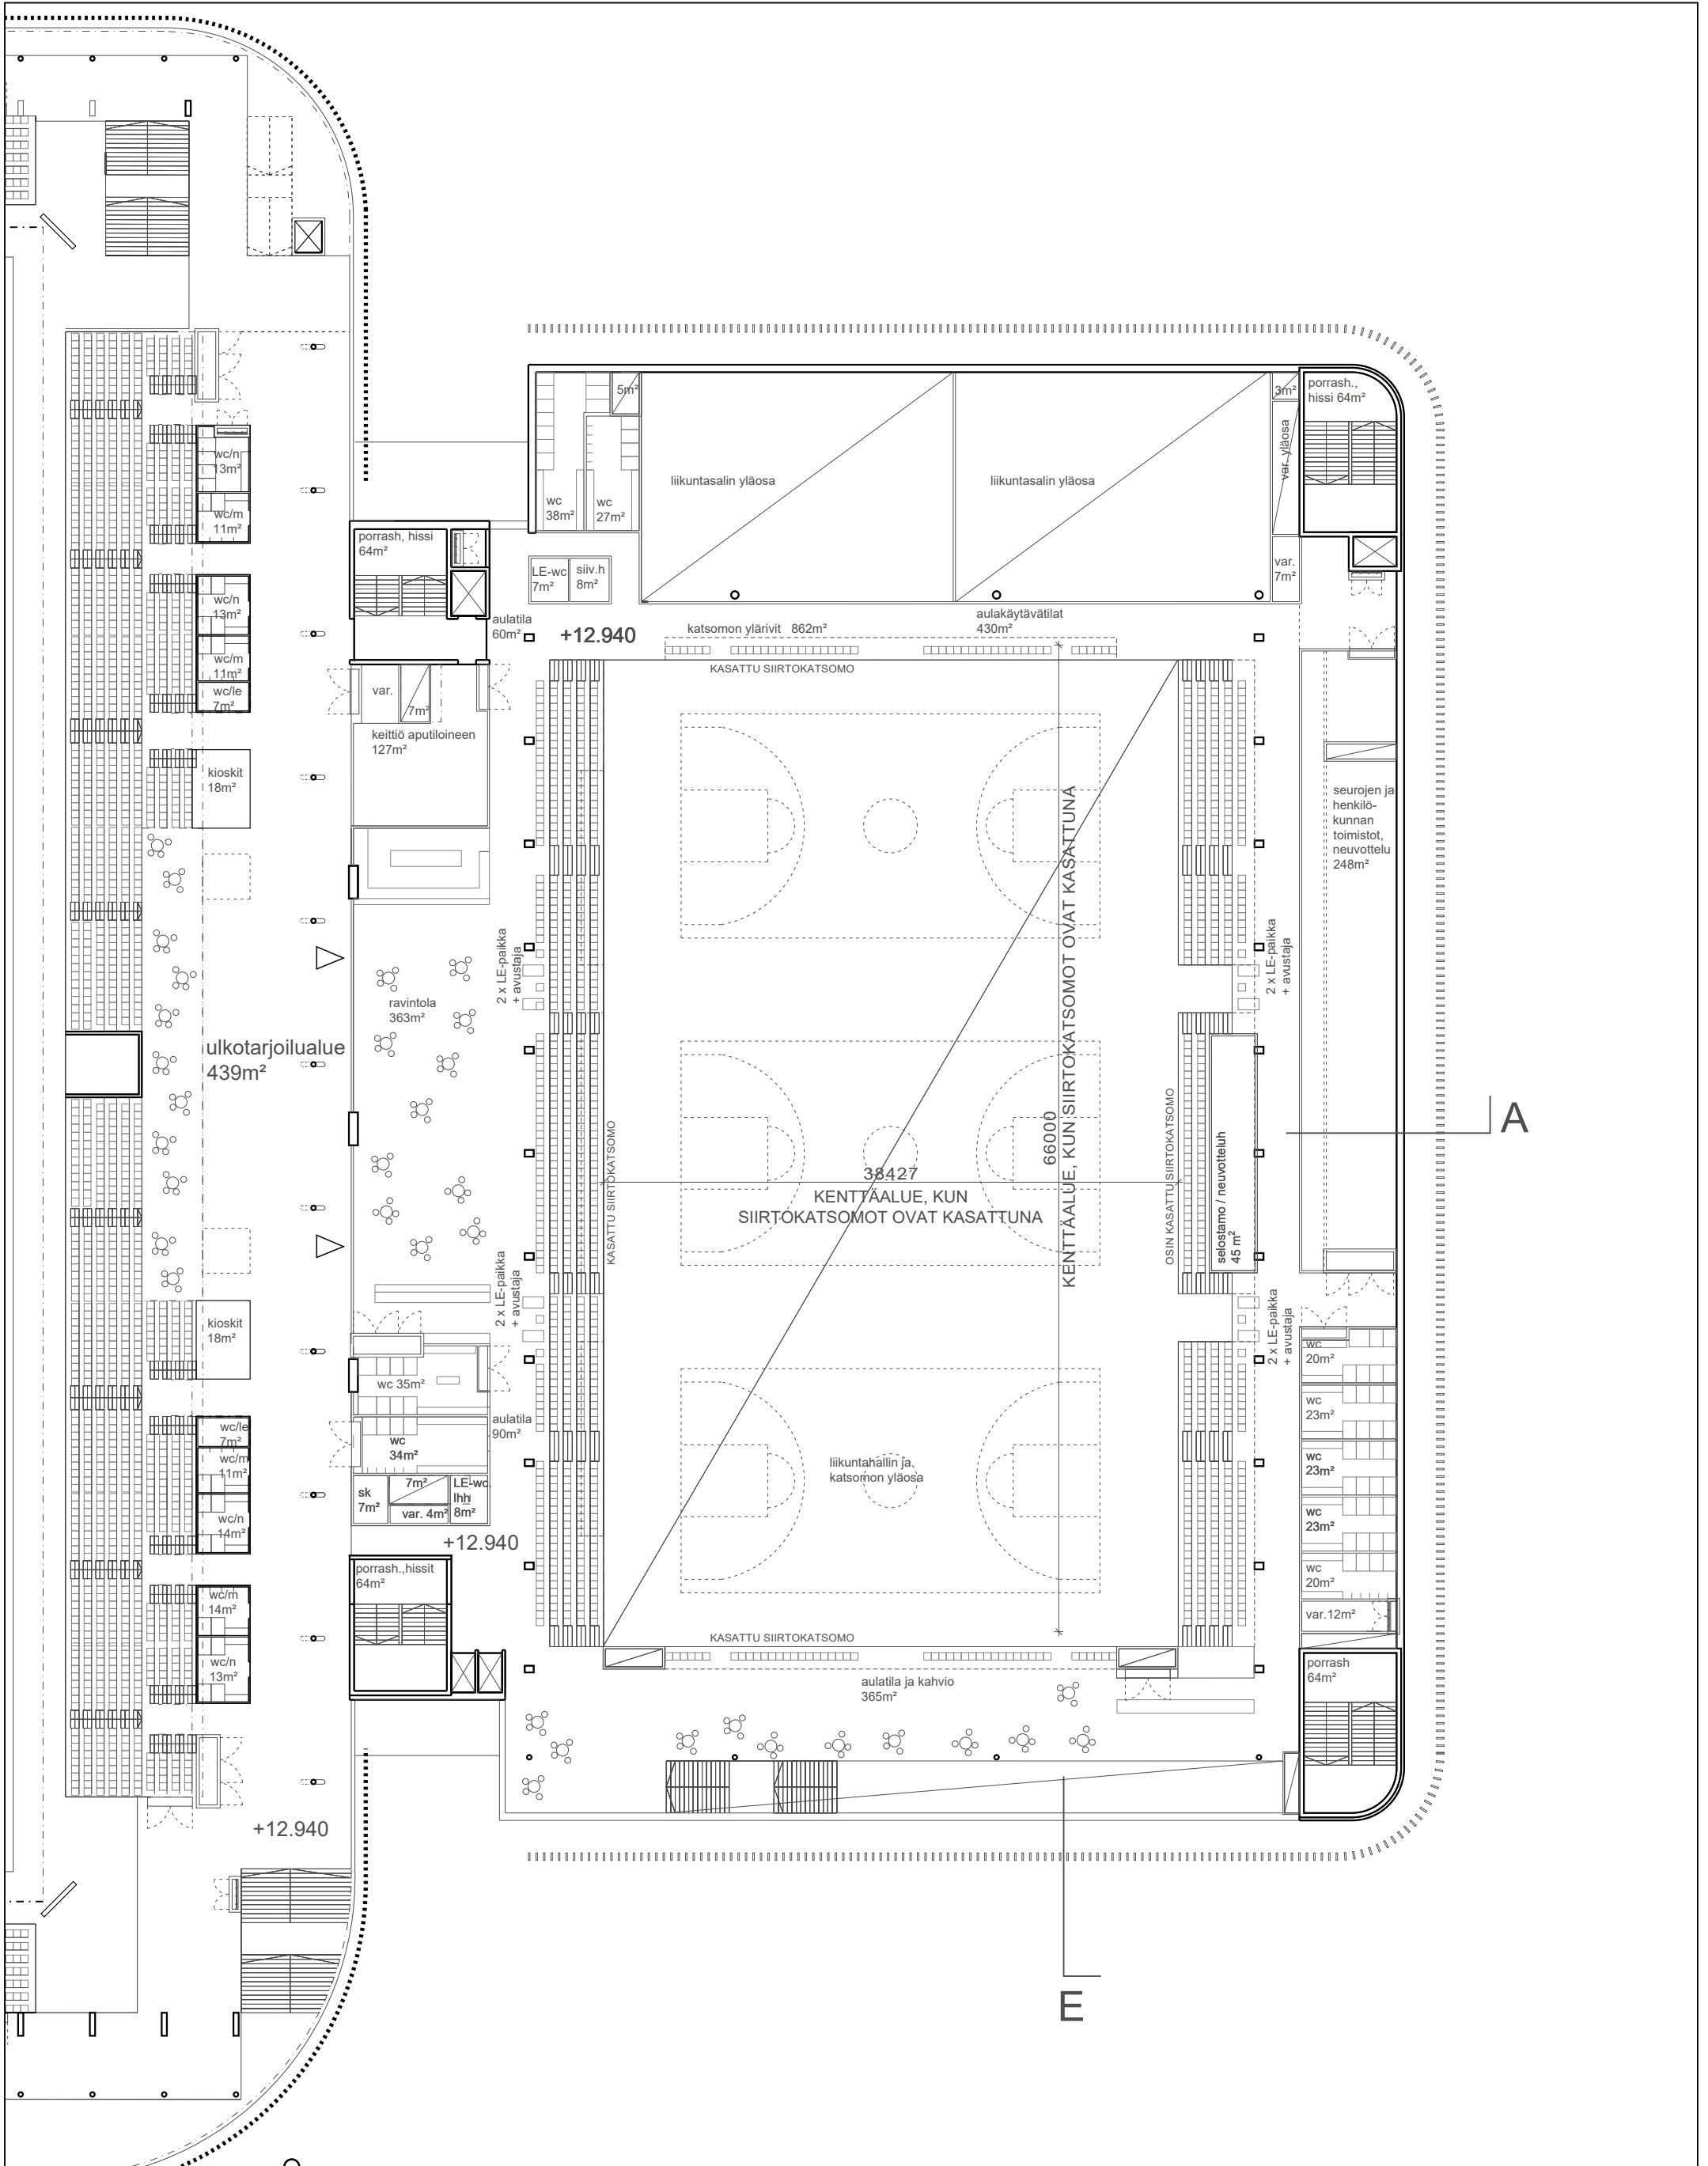 5m²
3m²
porrash.,
hissi 64m²
var. yläosa
liikuntasalin yläosa
liikuntasalin yläosa
wc
38m²
wc
27m²
wc/n
13m²
wc/m
11m²
porrash, hissi
64m²
LE-wc
7m²
siiv.h
8m²
var.
7m²
wc/n
13m²
wc/m
11m²
wc/le
7m²
aulatila
60m²
+12.940
katsomon ylärivit 862m²
aulakäytävätilat
430m²
KASATTU SIIRTOKATSOMO
var.
7m²
keittiö aputiloineen
127m²
kioskit
18m²
seurojen ja
henkilö-
kunnan
toimistot,
neuvottelu
248m²
2 x LE-paikka
+ avustaja
2 x LE-paikka
+ avustaja
ravintola
363m²
ulkotarjoilualue
439m²
66000
KENTTÄALUE, KUN SIIRTOKATSOMOT OVAT KASATTUNA
38427
KENTTÄALUE, KUN
SIIRTOKATSOMOT OVAT KASATTUNA
KASATTU SIIRTOKATSOMO
OSIN KASATTU SIIRTOKATSOMO
selostamo / neuvotteluh
45 m²
A
2 x LE-paikka
+ avustaja
2 x LE-paikka
+ avustaja
kioskit
18m²
wc 35m²
wc
20m²
wc
23m²
wc
23m²
wc
23m²
wc
20m²
var.12m²
aulatila
90m²
wc
34m²
wc/le
7m²
wc/m
11m²
wc/n
14m²
sk
7m²
7m²
var. 4m²
LE-wc.
lhh
8m²
liikuntahallin ja
katsomon yläosa
+12.940
porrash.,hissit
64m²
wc/m
14m²
wc/n
13m²
KASATTU SIIRTOKATSOMO
aulatila ja kahvio
365m²
porrash
64m²
+12.940
E